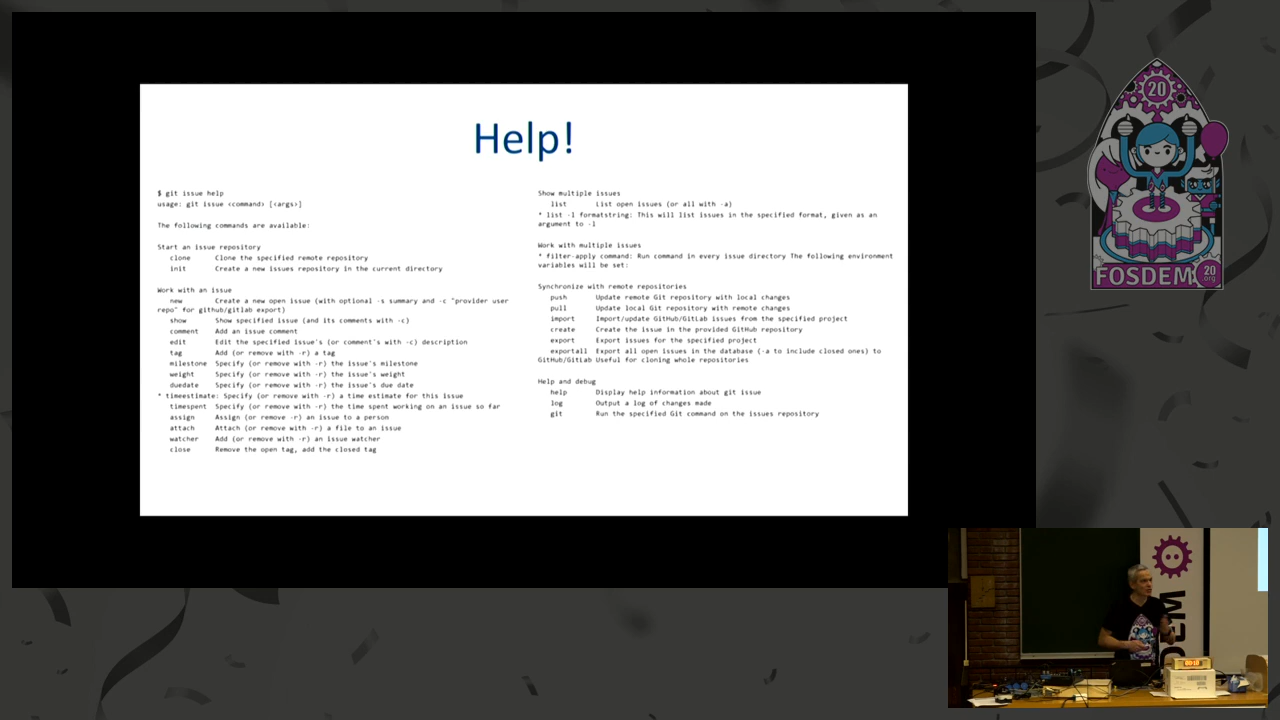 Help!
$ git issue help
usage: git issue <command> [<args>]
The following commands are available:
Start an issue repository
clone Clone the specified remote repository
init Create a new issues repository in the current directory
Work with an issue
new Create a new open issue (with optional -s summary and -c "provider user
repo" for github/gitlab export)
show Show specified issue (and its comments with -c)
comment Add an issue comment
edit Edit the specified issue's (or comment's with -c) description
tag Add (or remove with -r) a tag
milestone Specify (or remove with -r) the issue's milestone
weight Specify (or remove with -r) the issue's weight
duedate Specify (or remove with -r) the issue's due date
* timeestimate: Specify (or remove with -r) a time estimate for this issue
timespent Specify (or remove with -r) the time spent working on an issue so far
assign Assign (or remove -r) an issue to a person
attach Attach (or remove with -r) a file to an issue
watcher Add (or remove with -r) an issue watcher
close Remove the open tag, add the closed tag
Show multiple issues
list List open issues (or all with -a)
* list -l formatstring: This will list issues in the specified format, given as an
argument to -l
Work with multiple issues
* filter-apply command: Run command in every issue directory The following environment
variables will be set:
Synchronize with remote repositories
push Update remote Git repository with local changes
pull Update local Git repository with remote changes
import Import/update GitHub/GitLab issues from the specified project
create Create the issue in the provided GitHub repository
export Export issues for the specified project
exportall Export all open issues in the database (-a to include closed ones) to
GitHub/GitLab Useful for cloning whole repositories
Help and debug
help Display help information about git issue
log Output a log of changes made
git Run the specified Git command on the issues repository
20
FOSDEM
20
.org